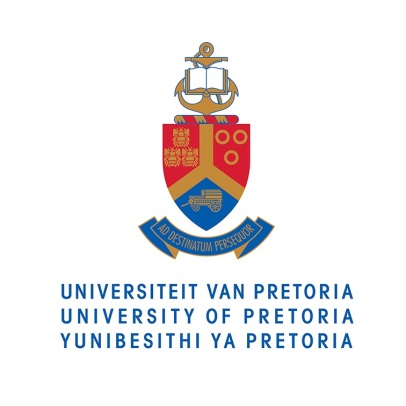 AD DESTINATUM PERSEQUOR
UNIVERSITEIT VAN PRETORIA
UNIVERSITY OF PRETORIA
YUNIBESITHI YA PRETORIA